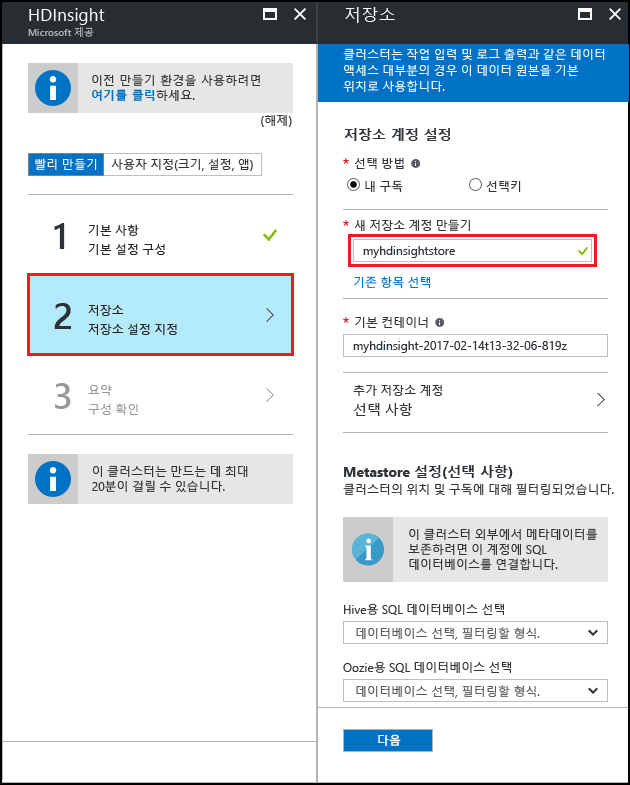 HDInsight
Microsoft 제공
이전 만들기 환경을 사용하려면
여기를 클릭하세요.
(해제)
빨리 만들기
사용자 지정(크기, 설정, 앱)
1
기본 사항
기본 설정 구성
2
저장소
저장소 설정 지정
3
요약
구성 확인
이 클러스터는 만드는 데 최대
20분이 걸릴 수 있습니다.
저장소
클러스터는 작업 입력 및 로그 출력과 같은 데이터
액세스 대부분의 경우 이 데이터 원본을 기본
위치로 사용합니다.
저장소 계정 설정
* 선택 방법
내 구독
선택키
* 새 저장소 계정 만들기
myhdinsightstore
기존 항목 선택
* 기본 컨테이너
myhdinsight-2017-02-14t13-32-06-819z
추가 저장소 계정
선택 사항
Metastore 설정(선택 사항)
클러스터의 위치 및 구독에 대해 필터링되었습니다.
이 클러스터 외부에서 메타데이터를
보존하려면 이 계정에 SQL
데이터베이스를 연결합니다.
Hive용 SQL 데이터베이스 선택
데이터베이스 선택, 필터링할 형식.
Oozie용 SQL 데이터베이스 선택
데이터베이스 선택, 필터링할 형식.
다음